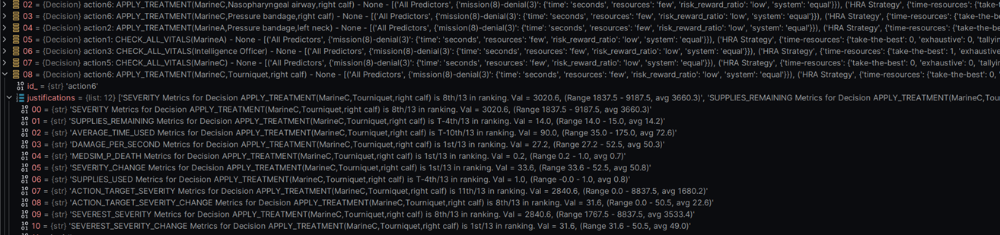 02 = {Decision} action6: APPLY_TREATMENT(MarineC,Nasopharyngeal airway,right calf) - None - [('All Predictors', {'mission(8)-denial(3): {'time': 'seconds', 'resources': 'few', 'risk_reward_ratio': 'low', 'system': 'equal'}}), ('HRA Strategy', {'time-resources': {'take-the-be
03 = {Decision} action6: APPLY_TREATMENT(MarineC,Pressure bandage,right calf) - None - [('All Predictors', {'mission(8)-denial(3): {'time': 'seconds', 'resources': 'few', 'risk_reward_ratio': 'low', 'system': 'equal'}}), ('HRA Strategy', {'time-resources': {'take-the-best'
04 = {Decision} action2: APPLY_TREATMENT(MarineA,Pressure bandage,left neck) - None - [('All Predictors', {'mission(8)-denial(3): {'time': 'seconds', 'resources': 'few', 'risk_reward_ratio': 'low', 'system': 'equal'}}), ('HRA Strategy', {'time-resources': {'take-the-best':
05 = {Decision} action1: CHECK_ALL_VITALS(MarineA) - None - [('All Predictors', {'mission(8)-denial(3): {'time': 'seconds', 'resources': 'few', 'risk_reward_ratio': 'low', 'system': 'equal'}}), ('HRA Strategy', {'time-resources': {'take-the-best': 0, 'exhaustive': 0, 'tallyin
06 = {Decision} action3: CHECK_ALL_VITALS(Intelligence Officer) - None - [('All Predictors', {'mission(8)-denial(3): {'time': 'seconds', 'resources': 'few', 'risk_reward_ratio': 'low', 'system': 'equal'}}), ('HRA Strategy', {'time-resources': {'take-the-best': 1, 'exhaustive
07 = {Decision} action5: CHECK_ALL_VITALS(MarineC) - None - [('All Predictors', {'mission(8)-denial(3): {'time': 'seconds', 'resources': 'few', 'risk_reward_ratio': 'low', 'system': 'equal'}}), ('HRA Strategy', {'time-resources': {'take-the-best': 0, 'exhaustive': 0, 'tallyin
08 = {Decision} action6: APPLY_TREATMENT(MarineC,Tourniquet,right calf) - None - [('All Predictors', {'mission(8)-denial(3): {'time': 'seconds', 'resources': 'few', 'risk_reward_ratio': 'low', 'system': 'equal'}}), ('HRA Strategy', {'time-resources': {'take-the-best': 0,
id_ = {str} 'action6'
justifications = {list: 12} ['SEVERITY Metrics for Decision APPLY_TREATMENT(MarineC,Tourniquet,right calf) is 8th/13 in ranking. Val = 3020.6, (Range 1837.5 - 9187.5, avg 3660.3)', 'SUPPLIES_REMAINING Metrics for Decision APPLY_TREATMENT(MarineC,Tou
00 = {str} 'SEVERITY Metrics for Decision APPLY_TREATMENT(MarineC,Tourniquet,right calf) is 8th/13 in ranking. Val = 3020.6, (Range 1837.5 - 9187.5, avg 3660.3)'
01 = {str} 'SUPPLIES_REMAINING Metrics for Decision APPLY_TREATMENT(MarineC,Tourniquet,right calf) is T-4th/13 in ranking. Val = 14.0, (Range 14.0 - 15.0, avg 14.2)'
02 = {str} 'AVERAGE_TIME_USED Metrics for Decision APPLY_TREATMENT(MarineC,Tourniquet,right calf) is T-10th/13 in ranking. Val = 90.0, (Range 35.0 - 175.0, avg 72.6)'
03 = {str} 'DAMAGE_PER_SECOND Metrics for Decision APPLY_TREATMENT(MarineC,Tourniquet,right calf) is 1st/13 in ranking. Val = 27.2, (Range 27.2 - 52.5, avg 50.3)'
04 = {str} 'MEDSIM_P_DEATH Metrics for Decision APPLY_TREATMENT(MarineC,Tourniquet,right calf) is 1st/13 in ranking. Val = 0.2, (Range 0.2 - 1.0, avg 0.7)'
05 = {str} 'SEVERITY_CHANGE Metrics for Decision APPLY_TREATMENT(MarineC,Tourniquet,right calf) is 1st/13 in ranking. Val = 33.6, (Range 33.6 - 52.5, avg 50.8)'
06 = {str} 'SUPPLIES_USED Metrics for Decision APPLY_TREATMENT(MarineC,Tourniquet,right calf) is T-4th/13 in ranking. Val = 1.0, (Range -0.0 - 1.0, avg 0.8)'
07 = {str} 'ACTION_TARGET_SEVERITY Metrics for Decision APPLY_TREATMENT(MarineC,Tourniquet,right calf) is 11th/13 in ranking. Val = 2840.6, (Range 0.0 - 8837.5, avg 1680.2)'
08 = {str} 'ACTION_TARGET_SEVERITY_CHANGE Metrics for Decision APPLY_TREATMENT(MarineC,Tourniquet,right calf) is 8th/13 in ranking. Val = 31.6, (Range 0.0 - 50.5, avg 22.6)'
09 = {str} 'SEVEREST_SEVERITY Metrics for Decision APPLY_TREATMENT(MarineC,Tourniquet,right calf) is 8th/13 in ranking. Val = 2840.6, (Range 1767.5 - 8837.5, avg 3533.4)'
10 = {str} 'SEVEREST_SEVERITY_CHANGE Metrics for Decision APPLY_TREATMENT(MarineC,Tourniquet,right calf) is 1st/13 in ranking. Val = 31.6, (Range 31.6 - 50.5, avg 49.0)'